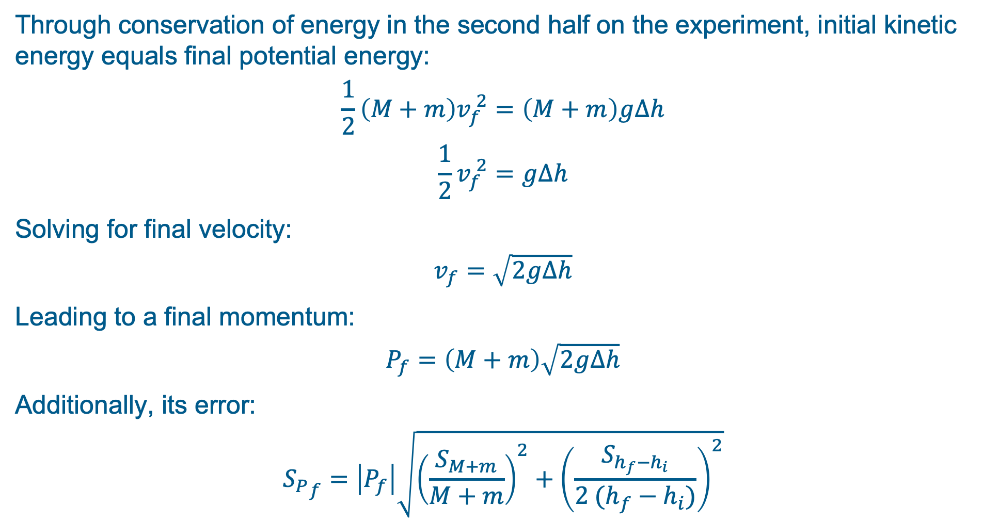 Through conservation of energy in the second half on the experiment, initial kinetic
energy equals final potential energy:
$\frac{1}{2}(M + m)v_f^2 = (M + m)g\Delta h$
$\frac{1}{2}v_f^2 = g\Delta h$
Solving for final velocity:
$v_f = \sqrt{2g\Delta h}$
Leading to a final momentum:
$P_f = (M + m)\sqrt{2g\Delta h}$
Additionally, its error:
$S_{P_f} = |P_f|\sqrt{\left(\frac{S_{M+m}}{M + m}\right)^2 + \left(\frac{S_{h_f - h_i}}{2\,(h_f - h_i)}\right)^2}$